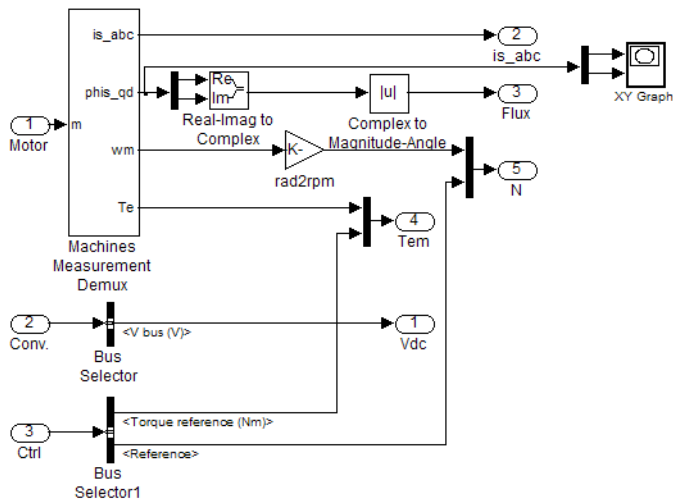 is_abc
2
is_abc
phis_qd
Re
Im
Real-Imag to
Complex
|u|
Complex to
Magnitude-Angle
3
Flux
XY Graph
1
Motor
m
wm
K-
rad2rpm
5
N
Te
4
Tem
Machines
Measurement
Demux
2
Conv.
<V bus (V)>
Bus
Selector
1
Vdc
3
Ctrl
<Torque reference (Nm)>
<Reference>
Bus
Selector1